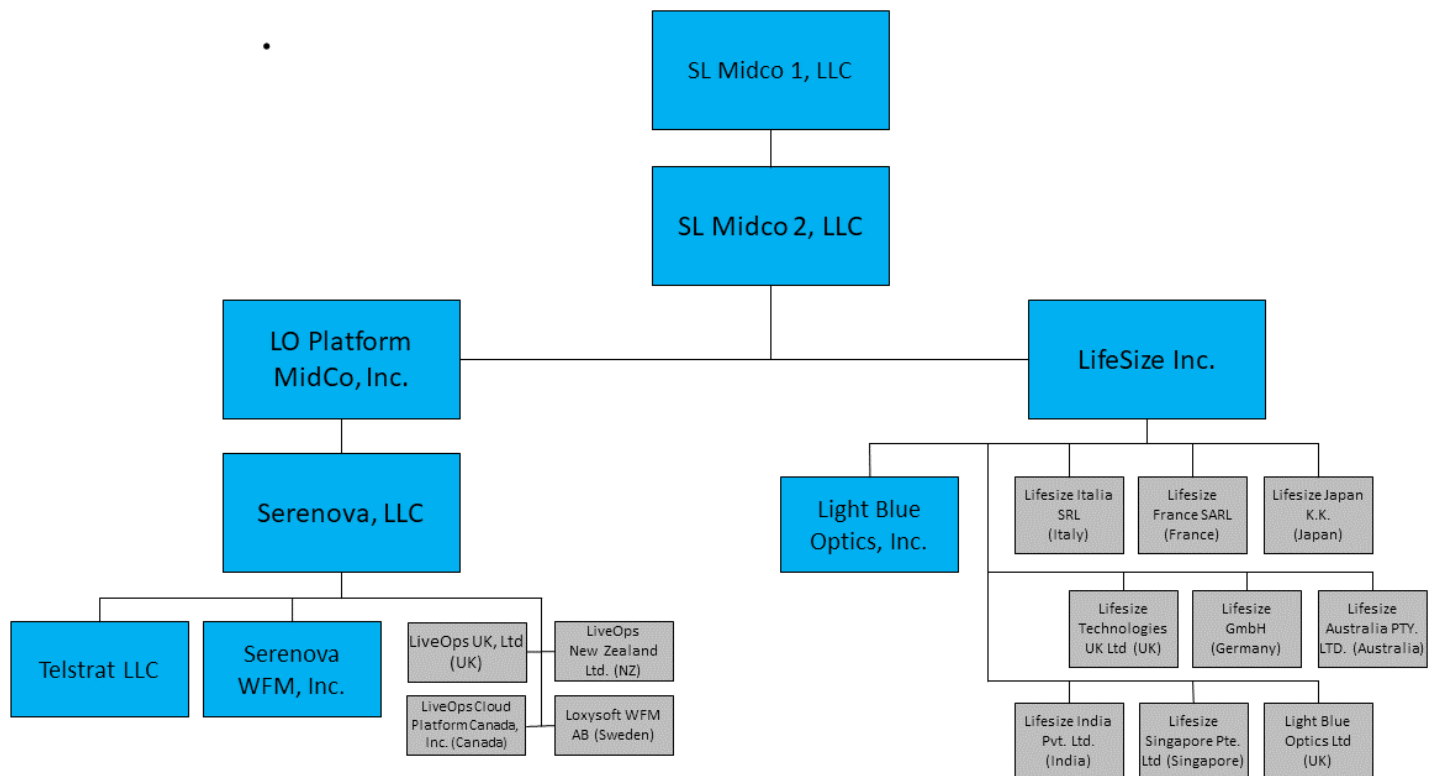 SL Midco 1, LLC
SL Midco 2, LLC
LO Platform
MidCo, Inc.
LifeSize Inc.
Serenova, LLC
Light Blue
Optics, Inc.
Lifesize Italia
SRL
(Italy)
Lifesize
France SARL
(France)
Lifesize Japan
K.K.
(Japan)
Lifesize
Technologies
UK Ltd (UK)
Lifesize
GmbH
(Germany)
Lifesize
Australia PTY.
LTD. (Australia)
Telstrat LLC
Serenova
WFM, Inc.
LiveOps UK, Ltd
(UK)
LiveOps
New Zealand
Ltd. (NZ)
LiveOps Cloud
Platform Canada,
Inc. (Canada)
Loxysoft WFM
AB (Sweden)
Lifesize India
Pvt. Ltd.
(India)
Lifesize
Singapore Pte.
Ltd (Singapore)
Light Blue
Optics Ltd
(UK)